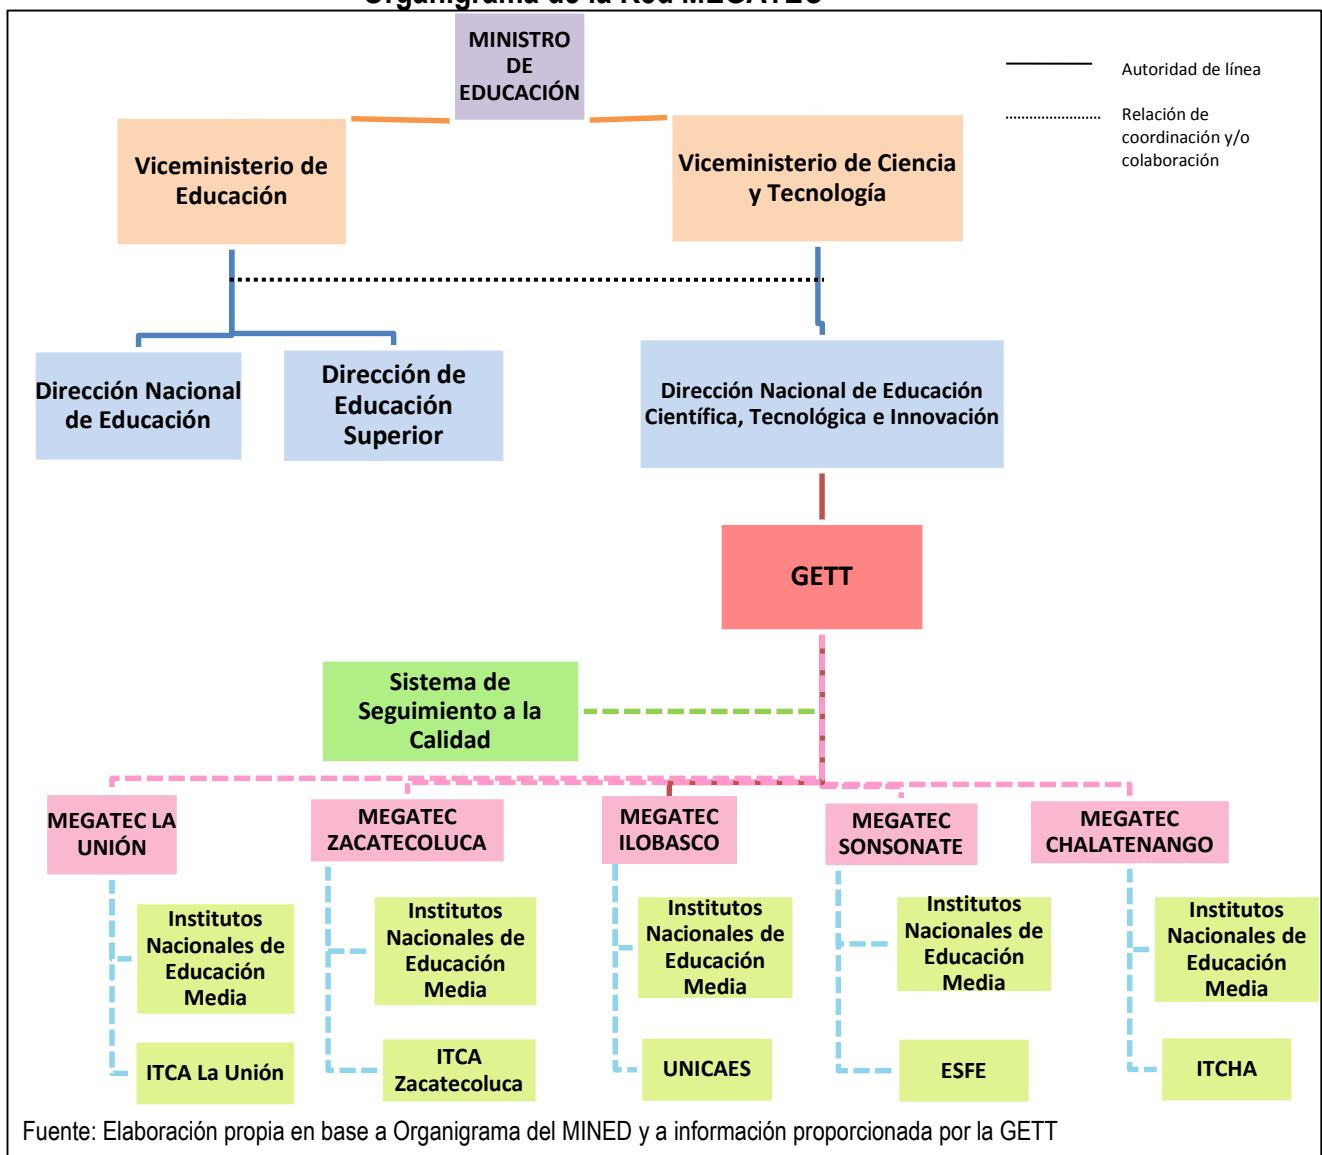 Organigrama de la Red MEGATEC
MINISTRO
DE
EDUCACIÓN
Autoridad de línea
Relación de
coordinación y/o
colaboración
Viceministerio de
Educación
Viceministerio de Ciencia
y Tecnología
Dirección Nacional
de Educación
Dirección de
Educación
Superior
Dirección Nacional de Educación
Científica, Tecnológica e Innovación
GETT
Sistema de
Seguimiento a la
Calidad
MEGATEC LA
UNIÓN
MEGATEC
ZACATECOLUCA
MEGATEC
ILOBASCO
MEGATEC
SONSONATE
MEGATEC
CHALATENANGO
Institutos
Nacionales de
Educación
Media
Institutos
Nacionales de
Educación
Media
Institutos
Nacionales de
Educación
Media
Institutos
Nacionales de
Educación
Media
Institutos
Nacionales de
Educación
Media
ITCA La Unión
ITCA
Zacatecoluca
UNICAES
ESFE
ITCHA
Fuente: Elaboración propia en base a Organigrama del MINED y a información proporcionada por la GETT